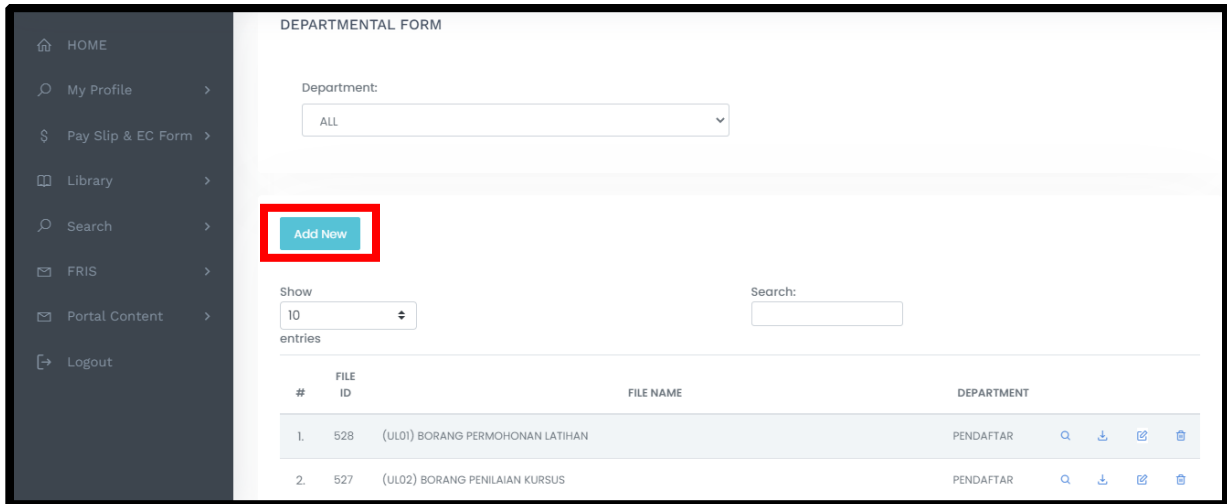 HOME
My Profile
Pay Slip & EC Form
Library
Search
FRIS
Portal Content
Logout
DEPARTMENTAL FORM
Department:
ALL
Add New
Show
10
entries
Search:
# FILE ID FILE NAME DEPARTMENT
1. 528 (UL01) BORANG PERMOHONAN LATIHAN PENDAFTAR
2. 527 (UL02) BORANG PENILAIAN KURSUS PENDAFTAR